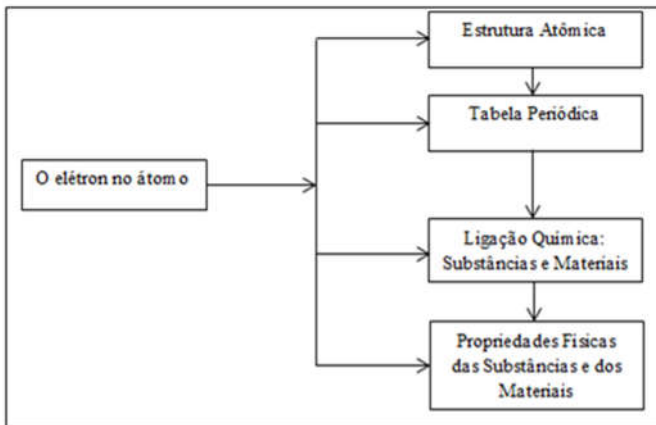 Estrutura Atômica
Tabela Periódica
O elétron no átomo
Ligação Química:
Substâncias e Materiais
Propriedades Físicas
das Substâncias e dos
Materiais